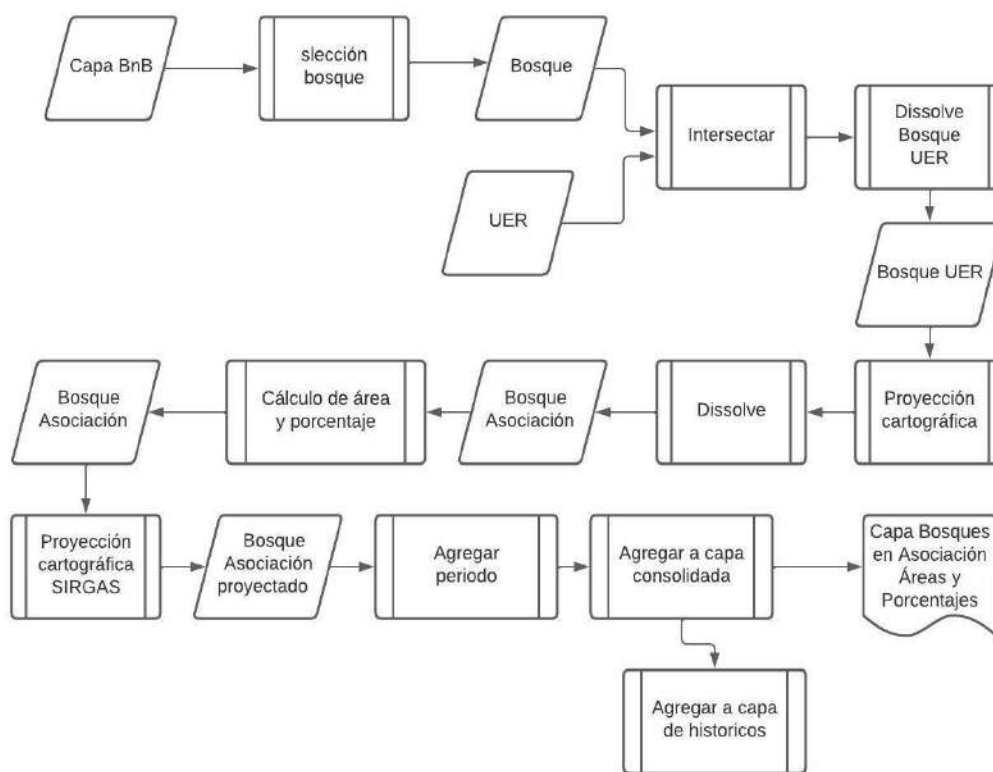 Capa BnB
slección
bosque
Bosque
UER
Intersectar
Dissolve
Bosque
UER
Bosque UER
Proyección
cartográfica
Dissolve
Bosque
Asociación
Cálculo de área
y porcentaje
Bosque
Asociación
Proyección
cartográfica
SIRGAS
Bosque
Asociación
proyectado
Agregar
periodo
Agregar a capa
consolidada
Capa Bosques
en Asociación
Áreas y
Porcentajes
Agregar a capa
de historicos